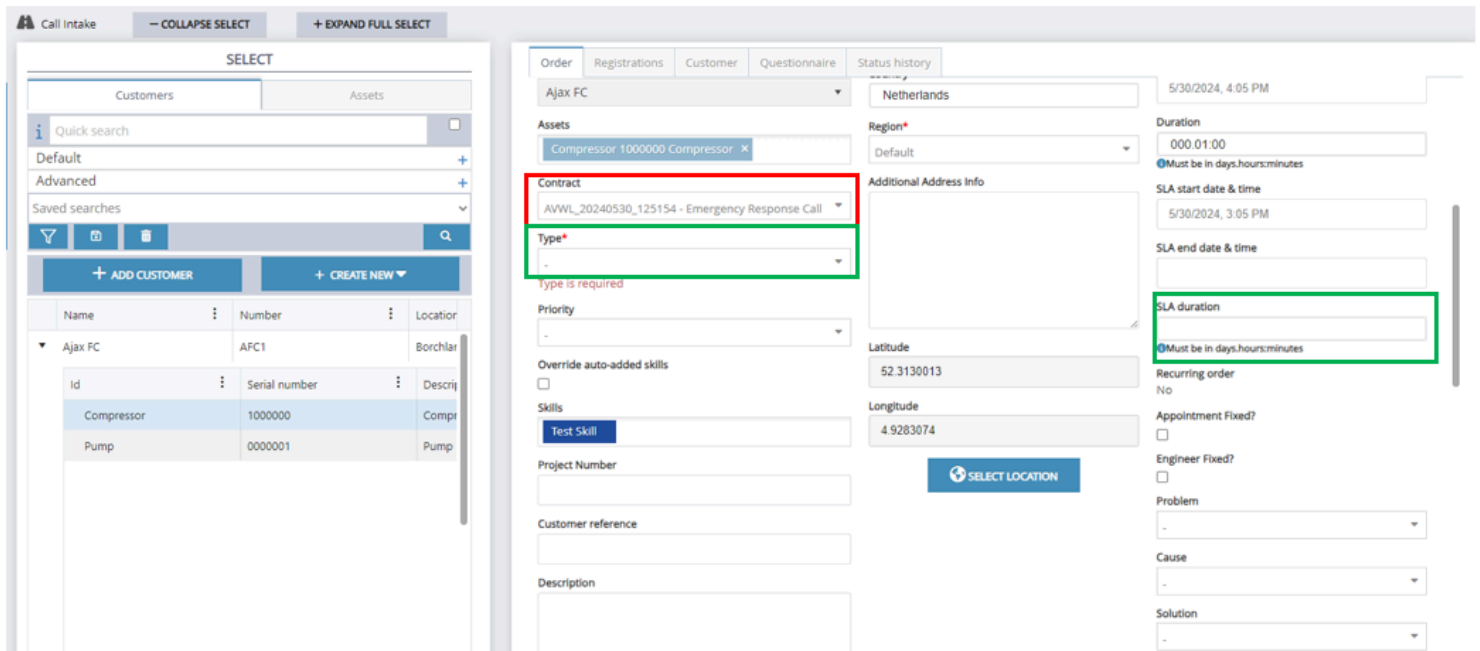 Call Intake
− COLLAPSE SELECT
+ EXPAND FULL SELECT
SELECT
Customers
Assets
Quick search
Default
+
Advanced
+
Saved searches
+ ADD CUSTOMER
+ CREATE NEW
Name
Number
Location
Ajax FC
AFC1
Borchlar
Id
Serial number
Descrip
Compressor
1000000
Compr
Pump
0000001
Pump
Order
Registrations
Customer
Questionnaire
Status history
Ajax FC
Assets
Compressor 1000000 Compressor ×
Contract
AVWL_20240530_125154 - Emergency Response Call
Type*
-
Type is required
Priority
-
Override auto-added skills
Skills
Test Skill
Project Number
Customer reference
Description
Netherlands
Region*
Default
Additional Address Info
Latitude
52.3130013
Longitude
4.9283074
SELECT LOCATION
5/30/2024, 4:05 PM
Duration
000.01:00
Must be in days.hours:minutes
SLA start date & time
5/30/2024, 3:05 PM
SLA end date & time
SLA duration
Must be in days.hours:minutes
Recurring order
No
Appointment Fixed?
Engineer Fixed?
Problem
-
Cause
-
Solution
-